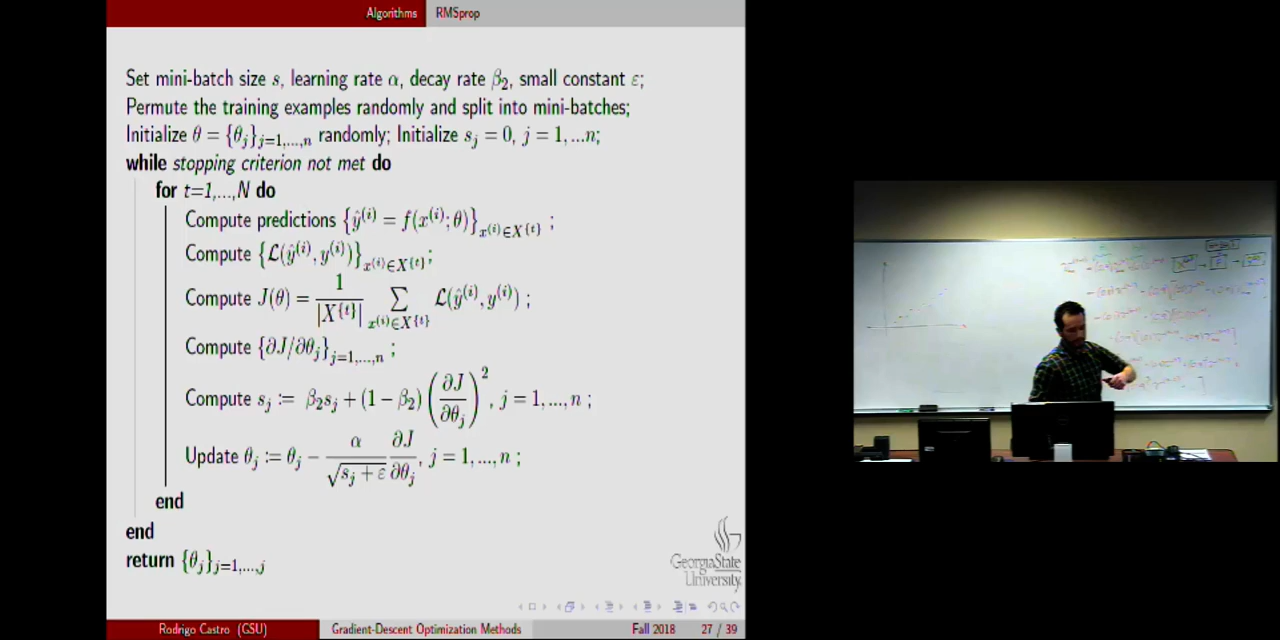 Algorithms RMSprop
Set mini-batch size s, learning rate α, decay rate β₂, small constant ε;
Permute the training examples randomly and split into mini-batches;
Initialize θ = {θⱼ}ⱼ₌₁,...,ₙ randomly; Initialize sⱼ = 0, j = 1, ...n;
while stopping criterion not met do
for t=1,...,N do
Compute predictions {ŷ⁽ⁱ⁾ = f(x⁽ⁱ⁾; θ)}_{x⁽ⁱ⁾∈X^{t}} ;
Compute {ℒ(ŷ⁽ⁱ⁾, y⁽ⁱ⁾)}_{x⁽ⁱ⁾∈X^{t}};
Compute J(θ) = 1/|X^{t}| ∑_{x⁽ⁱ⁾∈X^{t}} ℒ(ŷ⁽ⁱ⁾, y⁽ⁱ⁾) ;
Compute {∂J/∂θⱼ}ⱼ₌₁,...,ₙ ;
Compute sⱼ := β₂sⱼ + (1 − β₂) (∂J/∂θⱼ)², j = 1, ..., n ;
Update θⱼ := θⱼ − α/√(sⱼ + ε) ∂J/∂θⱼ, j = 1, ..., n ;
end
end
return {θⱼ}ⱼ₌₁,...,ⱼ
GeorgiaState
University
Rodrigo Castro (GSU) Gradient-Descent Optimization Methods Fall 2018 27 / 39